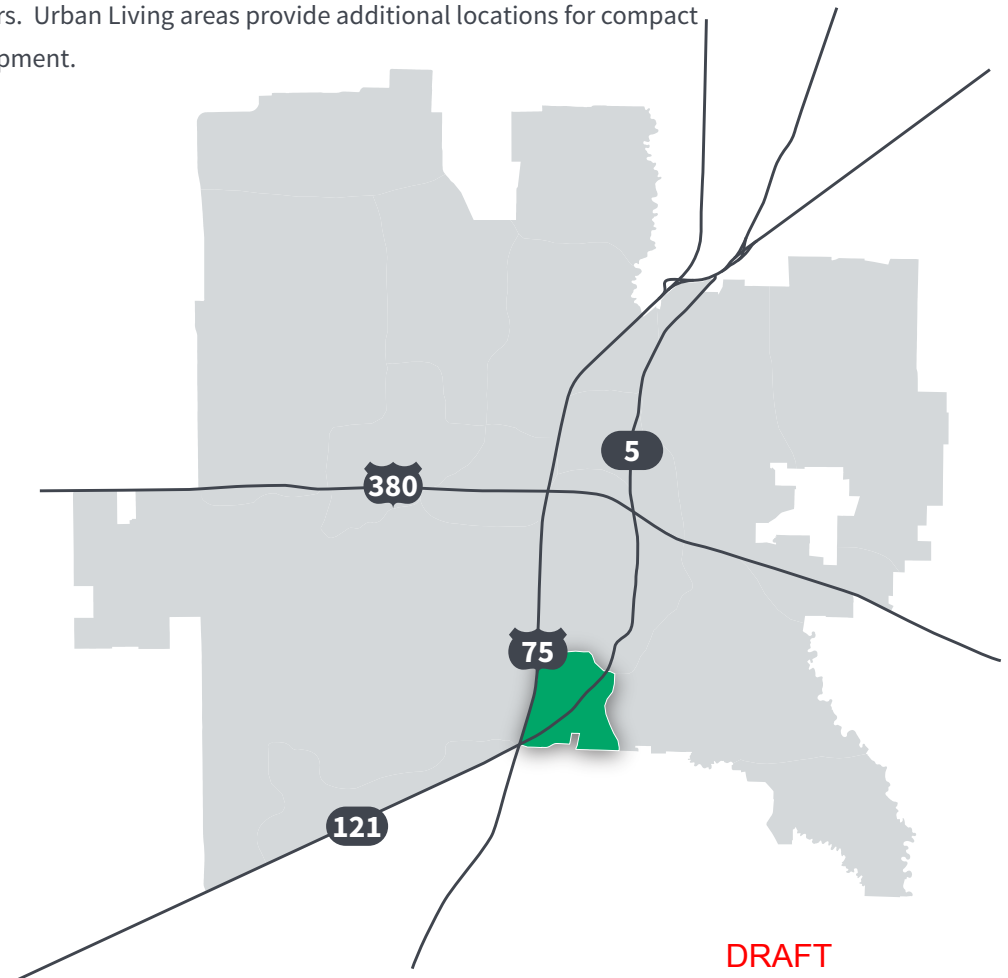 rs. Urban Living areas provide additional locations for compact
pment.
5
380
75
121
DRAFT